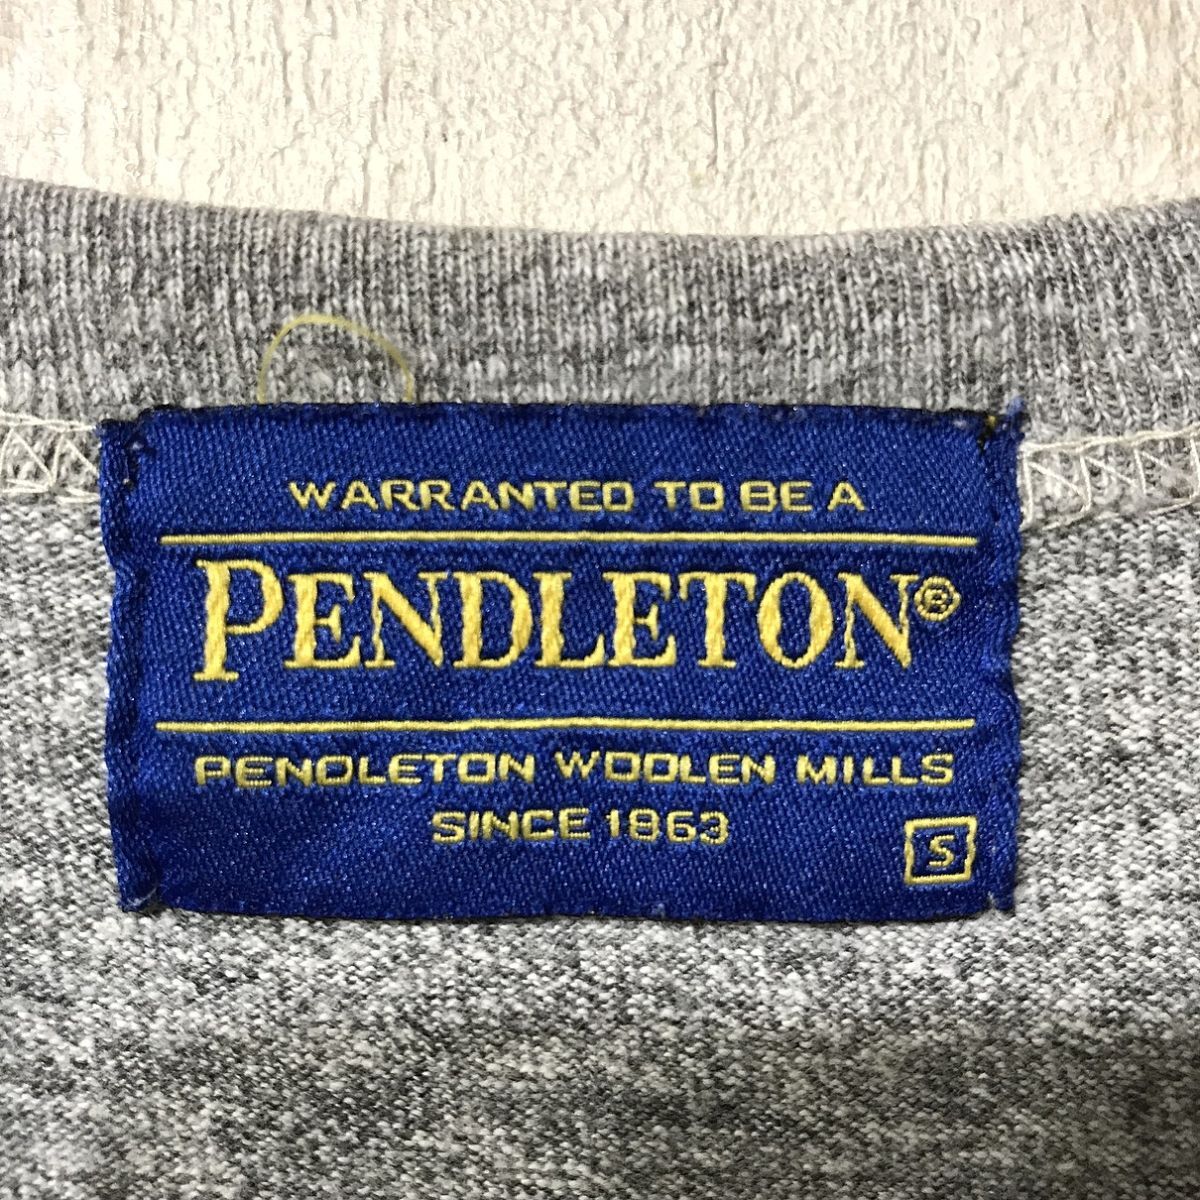 WARRANTED TO BE A
PENDLETON®
PENDLETON WOOLEN MILLS
SINCE 1863
S